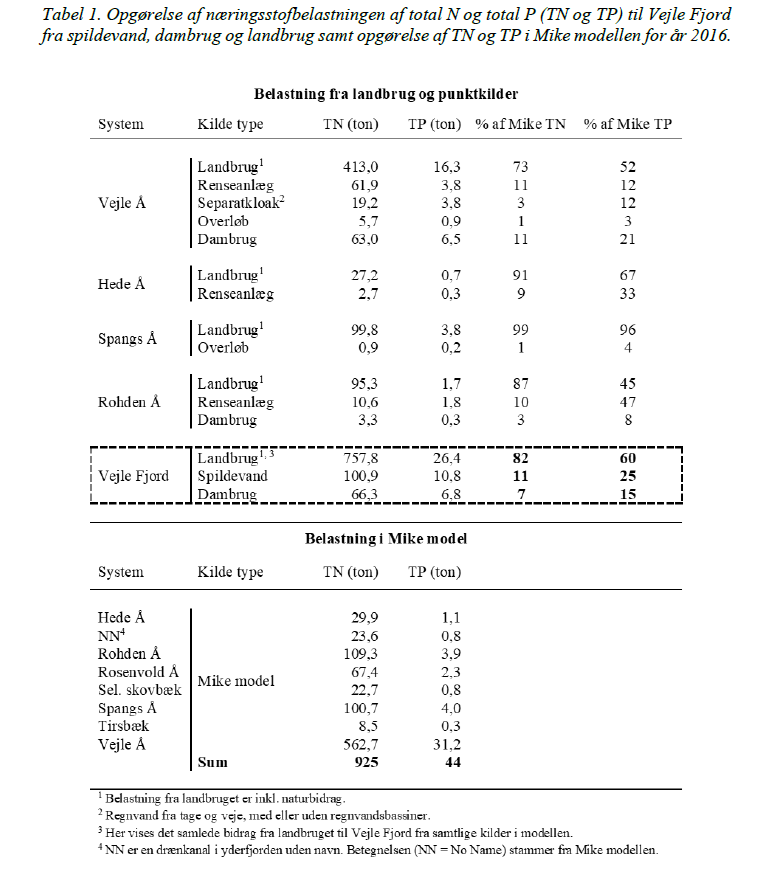 Tabel 1. Opgørelse af næringsstofbelastningen af total N og total P (TN og TP) til Vejle Fjord
fra spildevand, dambrug og landbrug samt opgørelse af TN og TP i Mike modellen for år 2016.
Belastning fra landbrug og punktkilder
System Kilde type TN (ton) TP (ton) % af Mike TN % af Mike TP
Landbrug¹ 413,0 16,3 73 52
Renseanlæg 61,9 3,8 11 12
Vejle Å Separatkloak² 19,2 3,8 3 12
Overløb 5,7 0,9 1 3
Dambrug 63,0 6,5 11 21
Hede Å
Landbrug¹ 27,2 0,7 91 67
Renseanlæg 2,7 0,3 9 33
Spangs Å
Landbrug¹ 99,8 3,8 99 96
Overløb 0,9 0,2 1 4
Landbrug¹ 95,3 1,7 87 45
Rohden Å Renseanlæg 10,6 1,8 10 47
Dambrug 3,3 0,3 3 8
Landbrug¹,³ 757,8 26,4 82 60
Vejle Fjord Spildevand 100,9 10,8 11 25
Dambrug 66,3 6,8 7 15
Belastning i Mike model
System Kilde type TN (ton) TP (ton)
Hede Å 29,9 1,1
NN⁴ 23,6 0,8
Rohden Å 109,3 3,9
Rosenvold Å 67,4 2,3
Mike model
Sel. skovbæk 22,7 0,8
Spangs Å 100,7 4,0
Tirsbæk 8,5 0,3
Vejle Å 562,7 31,2
Sum 925 44
¹ Belastning fra landbruget er inkl. naturbidrag.
² Regnvand fra tage og veje, med eller uden regnvandsbassiner.
³ Her vises det samlede bidrag fra landbruget til Vejle Fjord fra samtlige kilder i modellen.
⁴ NN er en drænkanal i yderfjorden uden navn. Betegnelsen (NN = No Name) stammer fra Mike modellen.